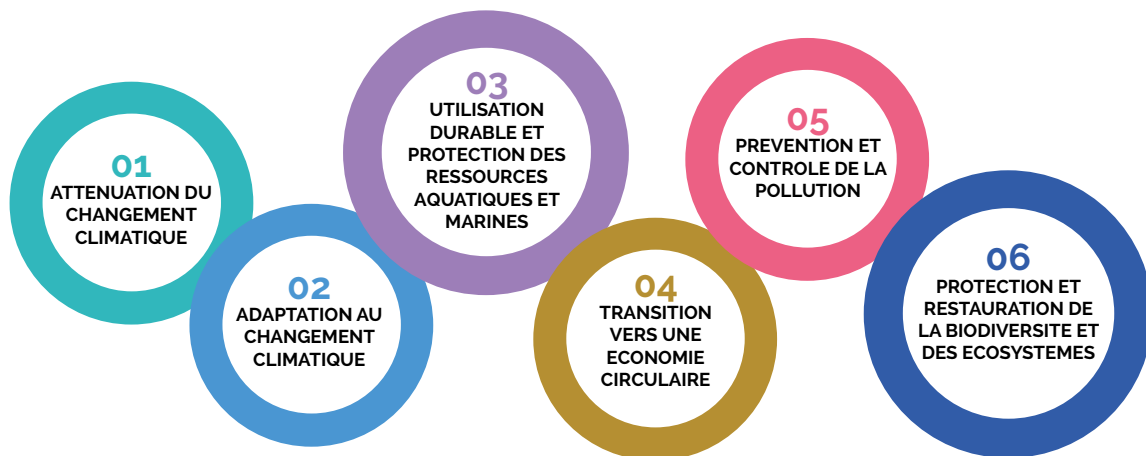 01
ATTENUATION DU
CHANGEMENT
CLIMATIQUE
02
ADAPTATION AU
CHANGEMENT
CLIMATIQUE
03
UTILISATION
DURABLE ET
PROTECTION DES
RESSOURCES
AQUATIQUES ET
MARINES
04
TRANSITION
VERS UNE
ECONOMIE
CIRCULAIRE
05
PREVENTION ET
CONTROLE DE LA
POLLUTION
06
PROTECTION ET
RESTAURATION DE
LA BIODIVERSITE ET
DES ECOSYSTEMES